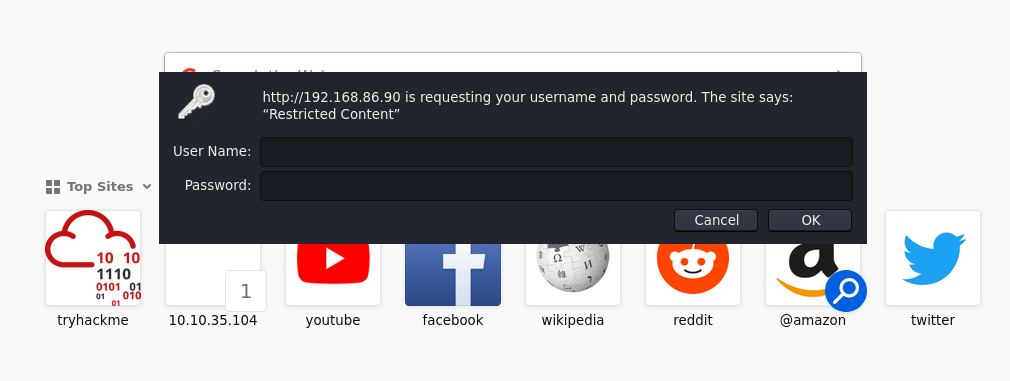 http://192.168.86.90 is requesting your username and password. The site says:
“Restricted Content”
User Name:
Password:
Cancel
OK
Top Sites
10 10
1110
0101 01
01 010
01
1
tryhackme
10.10.35.104
youtube
facebook
wikipedia
reddit
@amazon
twitter